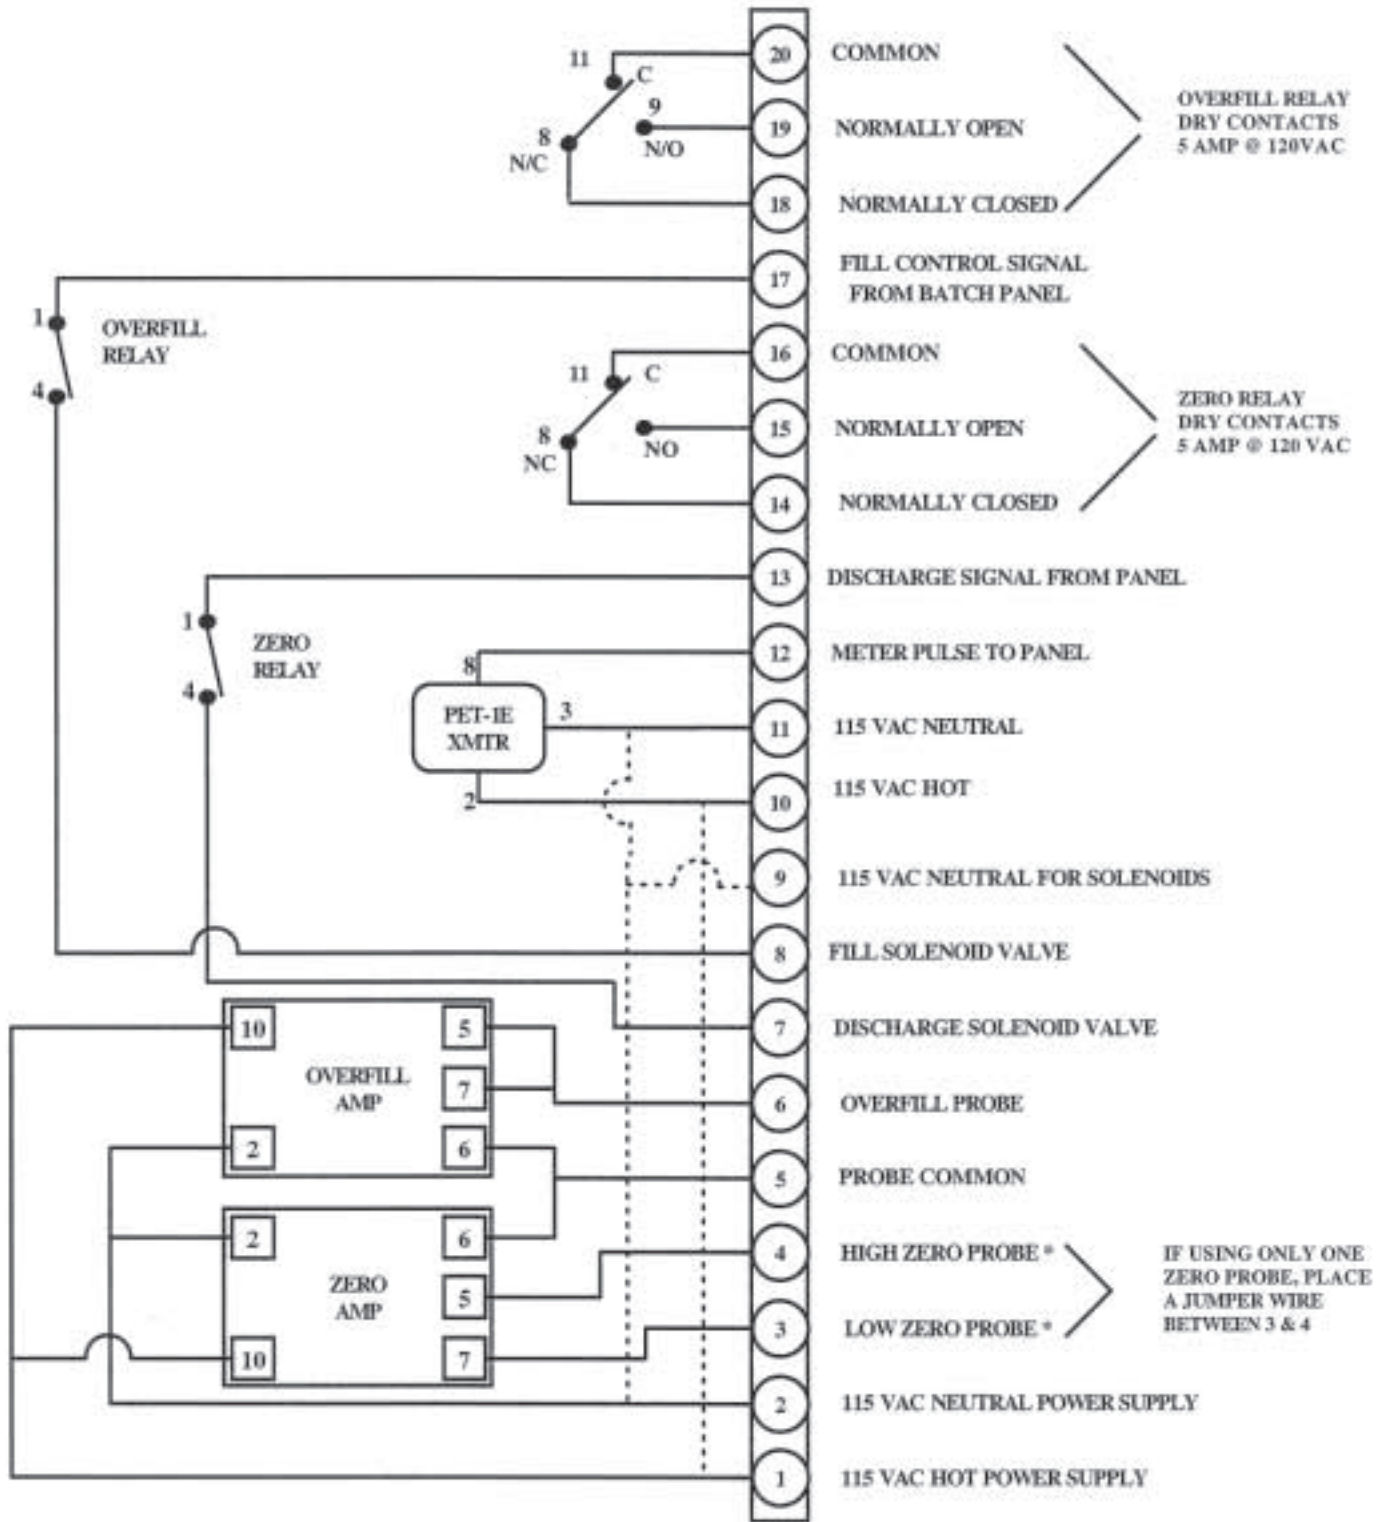 11
C
20
COMMON
9
19
NORMALLY OPEN
8
N/C
N/O
18
NORMALLY CLOSED
OVERFILL RELAY
DRY CONTACTS
5 AMP @ 120VAC
17
FILL CONTROL SIGNAL
FROM BATCH PANEL
1
OVERFILL
RELAY
4
16
COMMON
11
C
15
NORMALLY OPEN
8
NC
NO
14
NORMALLY CLOSED
ZERO RELAY
DRY CONTACTS
5 AMP @ 120 VAC
13
DISCHARGE SIGNAL FROM PANEL
1
ZERO
RELAY
4
12
METER PULSE TO PANEL
8
PET-1E
XMTR
3
2
11
115 VAC NEUTRAL
10
115 VAC HOT
9
115 VAC NEUTRAL FOR SOLENOIDS
8
FILL SOLENOID VALVE
7
DISCHARGE SOLENOID VALVE
10
5
OVERFILL
AMP
7
2
6
6
OVERFILL PROBE
5
PROBE COMMON
2
6
ZERO
AMP
5
10
7
4
HIGH ZERO PROBE *
3
LOW ZERO PROBE *
IF USING ONLY ONE
ZERO PROBE, PLACE
A JUMPER WIRE
BETWEEN 3 & 4
2
115 VAC NEUTRAL POWER SUPPLY
1
115 VAC HOT POWER SUPPLY